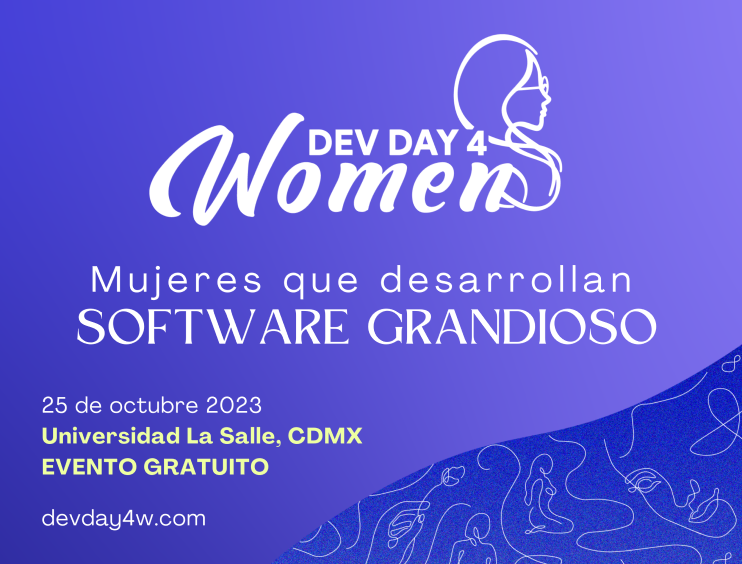 DEV DAY 4
Women
Mujeres que desarrollan
SOFTWARE GRANDIOSO
25 de octubre 2023
Universidad La Salle, CDMX
EVENTO GRATUITO
devday4w.com